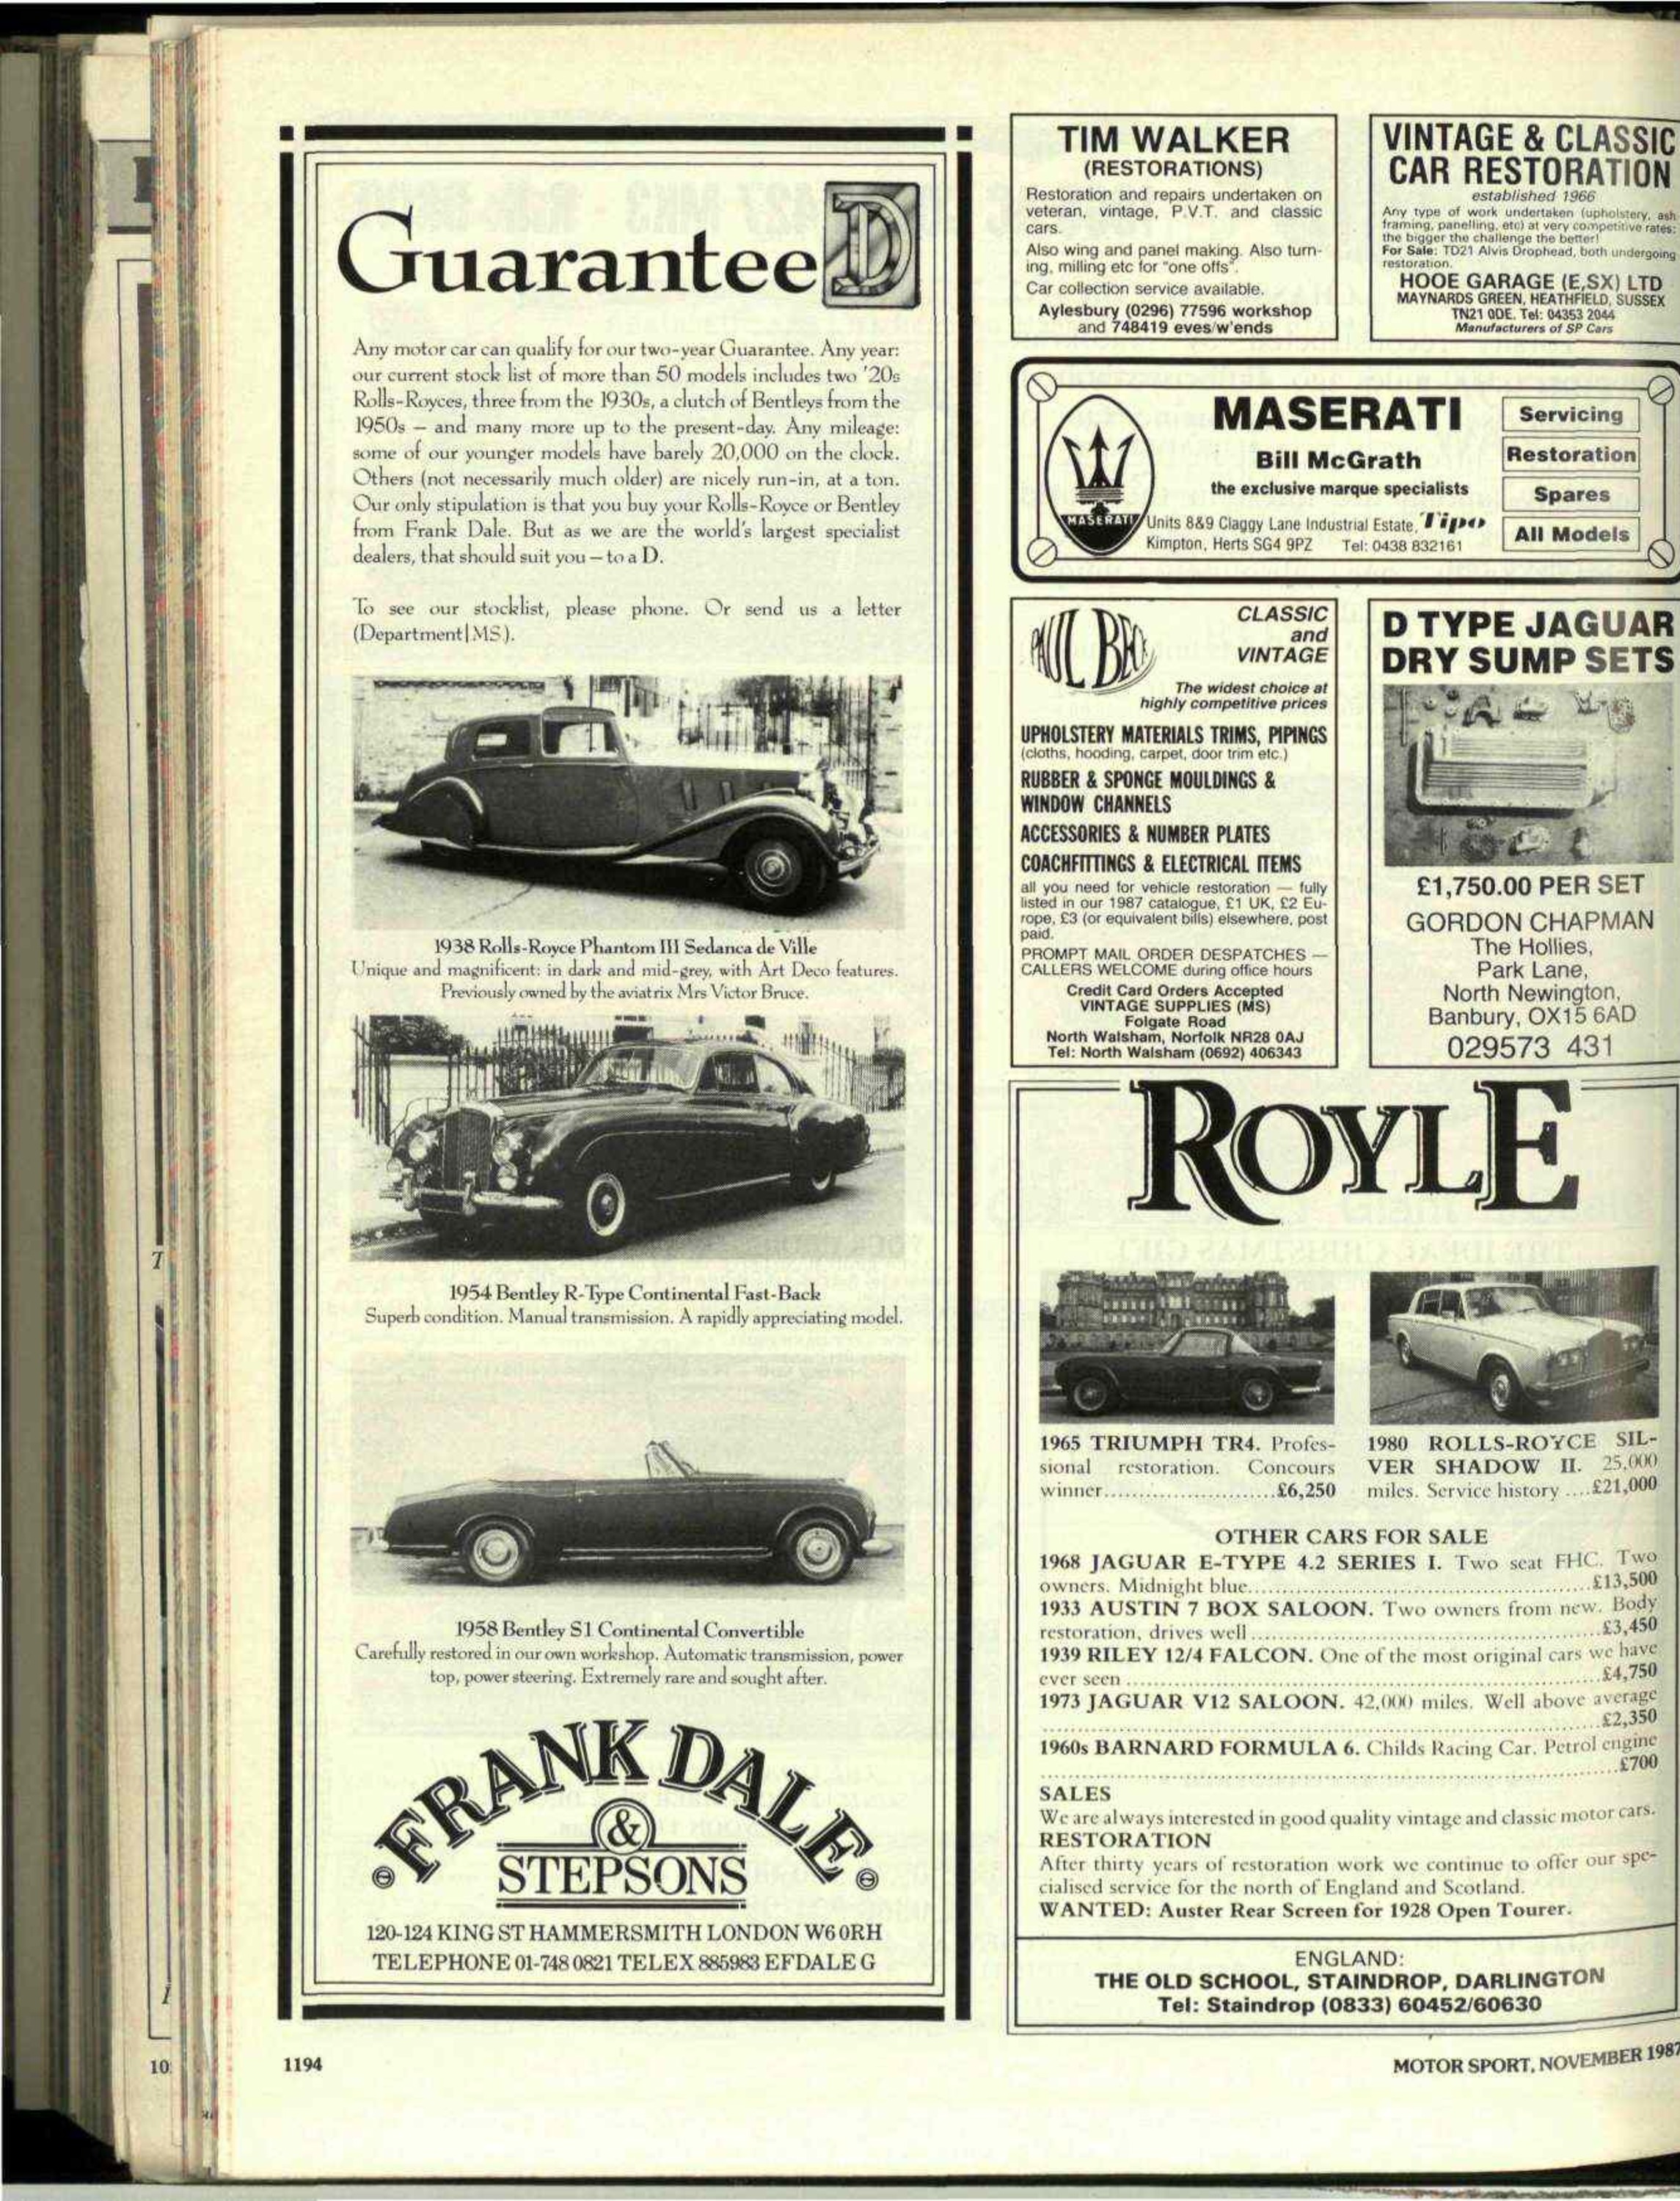 Guarantee D
Any motor car can qualify for our two-year Guarantee. Any year:
our current stock list of more than 50 models includes two '20s
Rolls-Royces, three from the 1930s, a clutch of Bentleys from the
1950s – and many more up to the present-day. Any mileage:
some of our younger models have barely 20,000 on the clock.
Others (not necessarily much older) are nicely run-in, at a ton.
Our only stipulation is that you buy your Rolls-Royce or Bentley
from Frank Dale. But as we are the world's largest specialist
dealers, that should suit you – to a D.
To see our stocklist, please phone. Or send us a letter
(Department|MS).
1938 Rolls-Royce Phantom III Sedanca de Ville
Unique and magnificent: in dark and mid-grey, with Art Deco features.
Previously owned by the aviatrix Mrs Victor Bruce.
1954 Bentley R-Type Continental Fast-Back
Superb condition. Manual transmission. A rapidly appreciating model.
1958 Bentley S1 Continental Convertible
Carefully restored in our own workshop. Automatic transmission, power
top, power steering. Extremely rare and sought after.
FRANK DALE
&
STEPSONS
120-124 KING ST HAMMERSMITH LONDON W6 0RH
TELEPHONE 01-748 0821 TELEX 885983 EFDALE G
TIM WALKER
(RESTORATIONS)
Restoration and repairs undertaken on
veteran, vintage, P.V.T. and classic
cars.
Also wing and panel making. Also turn-
ing, milling etc for "one offs".
Car collection service available.
Aylesbury (0296) 77596 workshop
and 748419 eves/w'ends
VINTAGE & CLASSIC
CAR RESTORATION
established 1966
Any type of work undertaken (upholstery, ash
framing, panelling, etc) at very competitive rates:
the bigger the challenge the better!
For Sale: TD21 Alvis Drophead, both undergoing
restoration.
HOOE GARAGE (E,SX) LTD
MAYNARDS GREEN, HEATHFIELD, SUSSEX
TN21 0DE. Tel: 04353 2044
Manufacturers of SP Cars
MASERATI
Bill McGrath
the exclusive marque specialists
MASERATI
Units 8&9 Claggy Lane Industrial Estate, Tipo
Kimpton, Herts SG4 9PZ Tel: 0438 832161
Servicing
Restoration
Spares
All Models
PAUL BECK
CLASSIC
and
VINTAGE
The widest choice at
highly competitive prices
UPHOLSTERY MATERIALS TRIMS, PIPINGS
(cloths, hooding, carpet, door trim etc.)
RUBBER & SPONGE MOULDINGS &
WINDOW CHANNELS
ACCESSORIES & NUMBER PLATES
COACHFITTINGS & ELECTRICAL ITEMS
all you need for vehicle restoration — fully
listed in our 1987 catalogue, £1 UK, £2 Eu-
rope, £3 (or equivalent bills) elsewhere, post
paid.
PROMPT MAIL ORDER DESPATCHES —
CALLERS WELCOME during office hours
Credit Card Orders Accepted
VINTAGE SUPPLIES (MS)
Folgate Road
North Walsham, Norfolk NR28 0AJ
Tel: North Walsham (0692) 406343
D TYPE JAGUAR
DRY SUMP SETS
£1,750.00 PER SET
GORDON CHAPMAN
The Hollies,
Park Lane,
North Newington,
Banbury, OX15 6AD
029573 431
ROYLE
1965 TRIUMPH TR4. Profes-
sional restoration. Concours
winner........................£6,250
1980 ROLLS-ROYCE SIL-
VER SHADOW II. 25,000
miles. Service history ....£21,000
OTHER CARS FOR SALE
1968 JAGUAR E-TYPE 4.2 SERIES I. Two seat FHC. Two
owners. Midnight blue................................................£13,500
1933 AUSTIN 7 BOX SALOON. Two owners from new. Body
restoration, drives well ..................................................£3,450
1939 RILEY 12/4 FALCON. One of the most original cars we have
ever seen ....................................................................£4,750
1973 JAGUAR V12 SALOON. 42,000 miles. Well above average
................................................................................£2,350
1960s BARNARD FORMULA 6. Childs Racing Car. Petrol engine
..................................................................................£700
SALES
We are always interested in good quality vintage and classic motor cars.
RESTORATION
After thirty years of restoration work we continue to offer our spe-
cialised service for the north of England and Scotland.
WANTED: Auster Rear Screen for 1928 Open Tourer.
ENGLAND:
THE OLD SCHOOL, STAINDROP, DARLINGTON
Tel: Staindrop (0833) 60452/60630
10
1194
MOTOR SPORT, NOVEMBER 1987